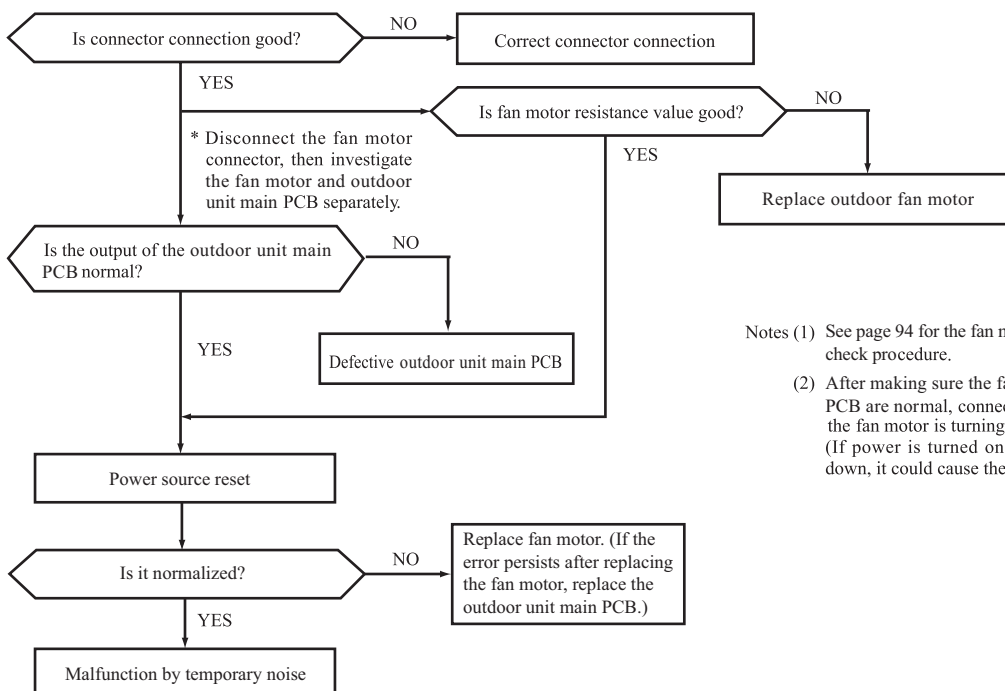 Is connector connection good?
NO
Correct connector connection
YES
Is fan motor resistance value good?
NO
* Disconnect the fan motor
connector, then investigate
the fan motor and outdoor
unit main PCB separately.
YES
Replace outdoor fan motor
Is the output of the outdoor unit main
PCB normal?
NO
YES
Defective outdoor unit main PCB
Notes (1) See page 94 for the fan m
check procedure.
(2) After making sure the fa
PCB are normal, connec
the fan motor is turning
(If power is turned on
down, it could cause the
Power source reset
Is it normalized?
NO
Replace fan motor. (If the
error persists after replacing
the fan motor, replace the
outdoor unit main PCB.)
YES
Malfunction by temporary noise